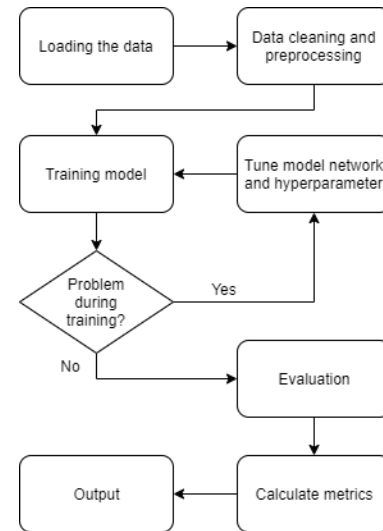 Loading the data
Data cleaning and
preprocessing
Training model
Tune model network
and hyperparameter
Problem
during
training?
Yes
No
Evaluation
Output
Calculate metrics